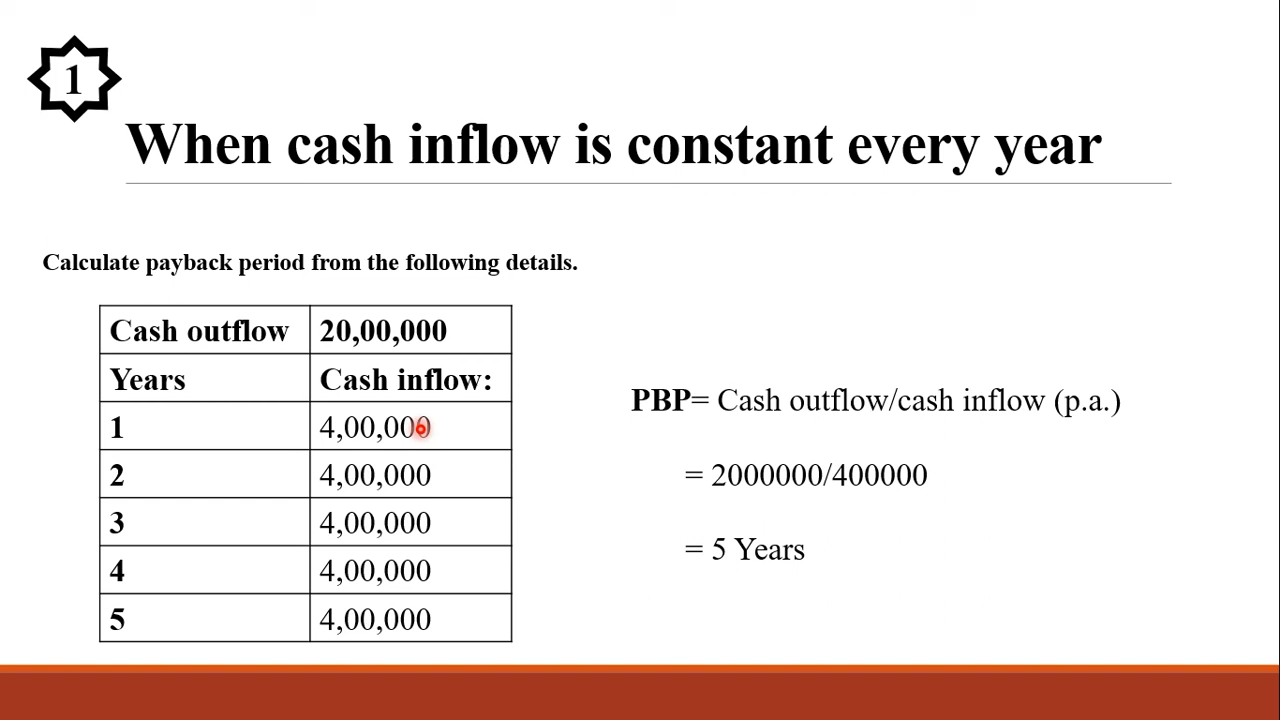 1
When cash inflow is constant every year
Calculate payback period from the following details.
Cash outflow 20,00,000
Years Cash inflow:
1 4,00,000
2 4,00,000
3 4,00,000
4 4,00,000
5 4,00,000
PBP= Cash outflow/cash inflow (p.a.)
= 2000000/400000
= 5 Years